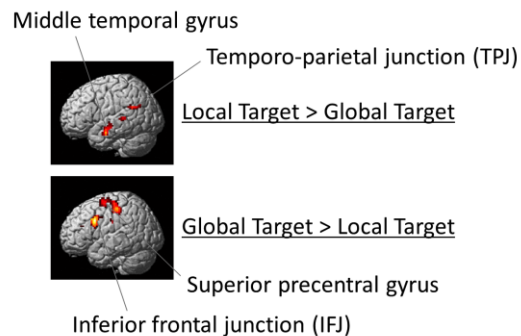 Middle temporal gyrus
Temporo-parietal junction (TPJ)
Local Target > Global Target
Global Target > Local Target
Superior precentral gyrus
Inferior frontal junction (IFJ)